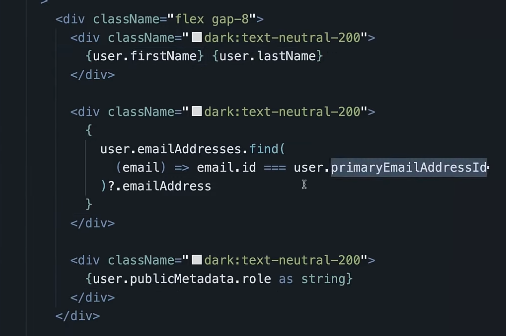 >
<div className="flex gap-8">
<div className="dark:text-neutral-200">
{user.firstName} {user.lastName}
</div>
<div className="dark:text-neutral-200">
{
user.emailAddresses.find(
(email) => email.id === user.primaryEmailAddressId
)?.emailAddress
}
</div>
<div className="dark:text-neutral-200">
{user.publicMetadata.role as string}
</div>
</div>